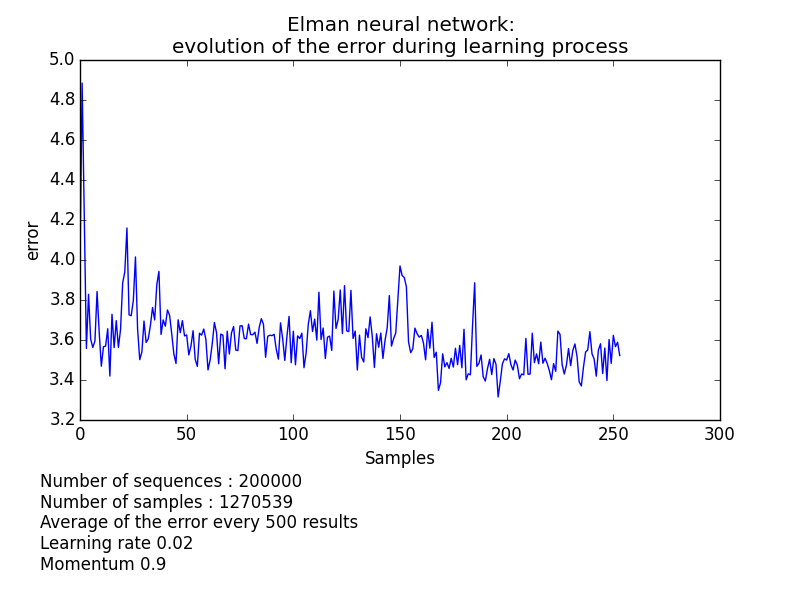 Elman neural network:
evolution of the error during learning process
5.0
4.8
4.6
4.4
4.2
4.0
3.8
3.6
3.4
3.2
error
0 50 100 150 200 250 300
Samples
Number of sequences : 200000
Number of samples : 1270539
Average of the error every 500 results
Learning rate 0.02
Momentum 0.9